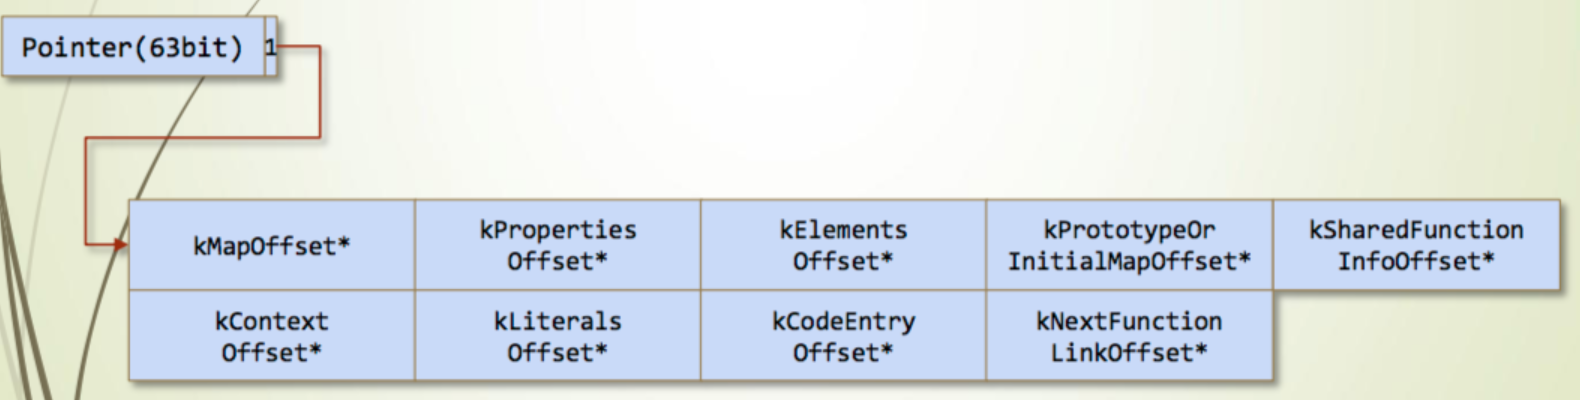 Pointer(63bit) 1
kMapOffset*
kProperties
Offset*
kElements
Offset*
kPrototypeOr
InitialMapOffset*
kSharedFunction
InfoOffset*
kContext
Offset*
kLiterals
Offset*
kCodeEntry
Offset*
kNextFunction
LinkOffset*